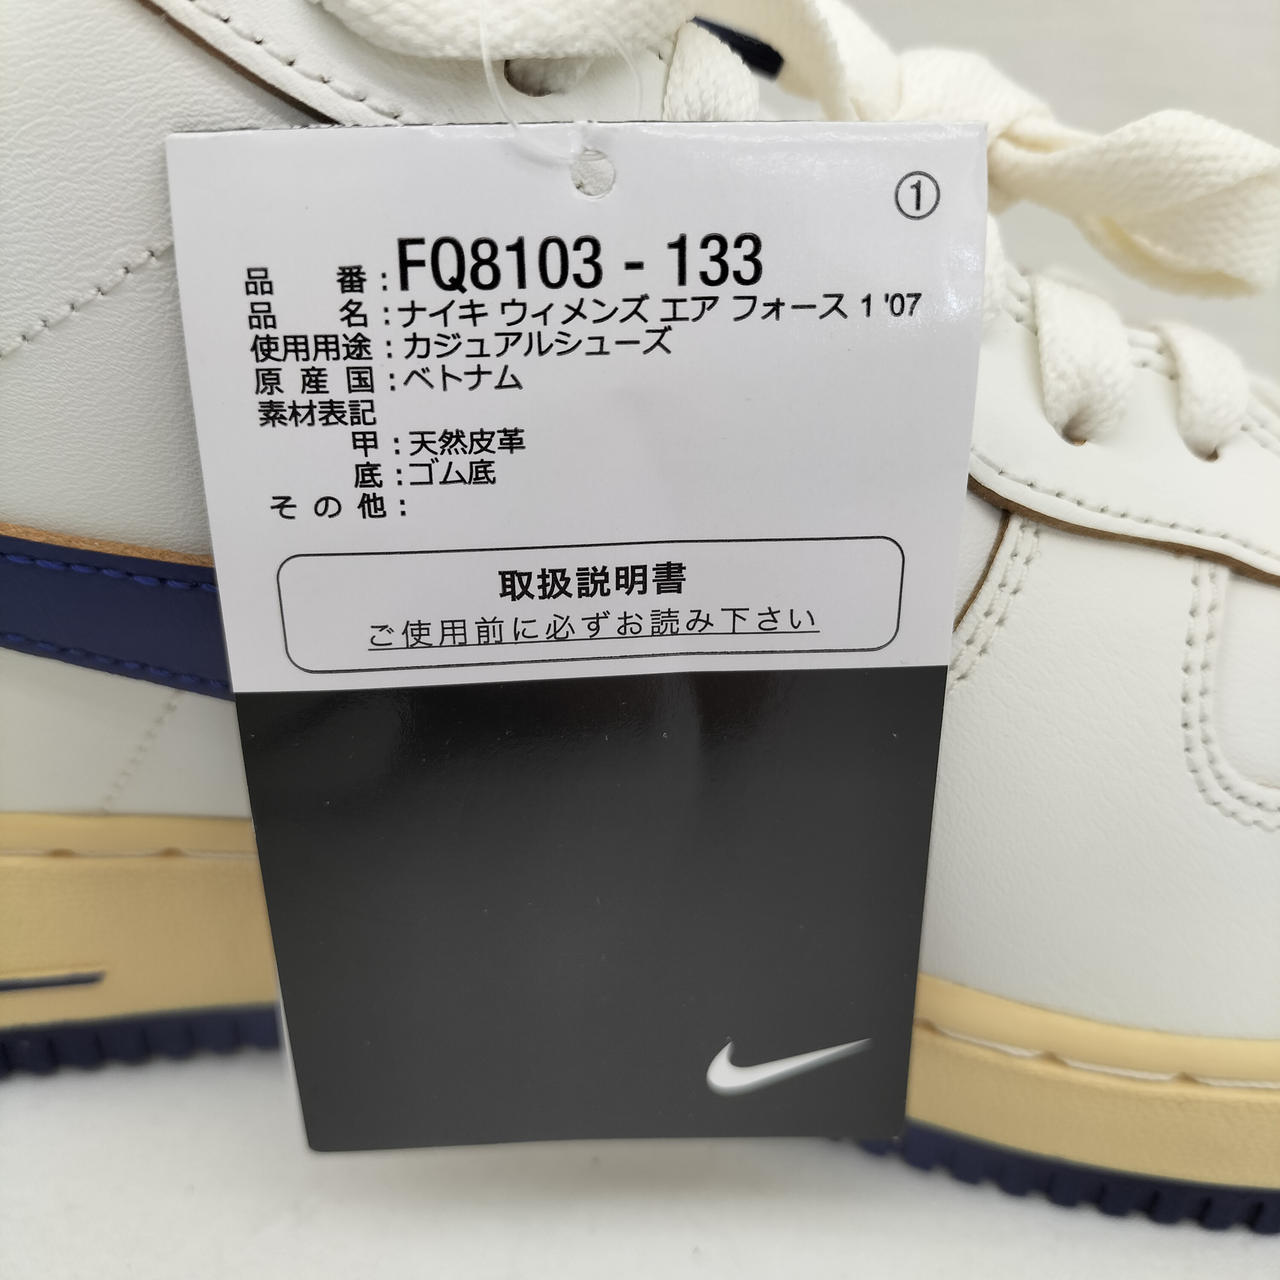 ①
品番：FQ8103 - 133
品名：ナイキ ウィメンズ エア フォース 1 '07
使用用途：カジュアルシューズ
原産国：ベトナム
素材表記
甲：天然皮革
底：ゴム底
その他：
取扱説明書
ご使用前に必ずお読み下さい